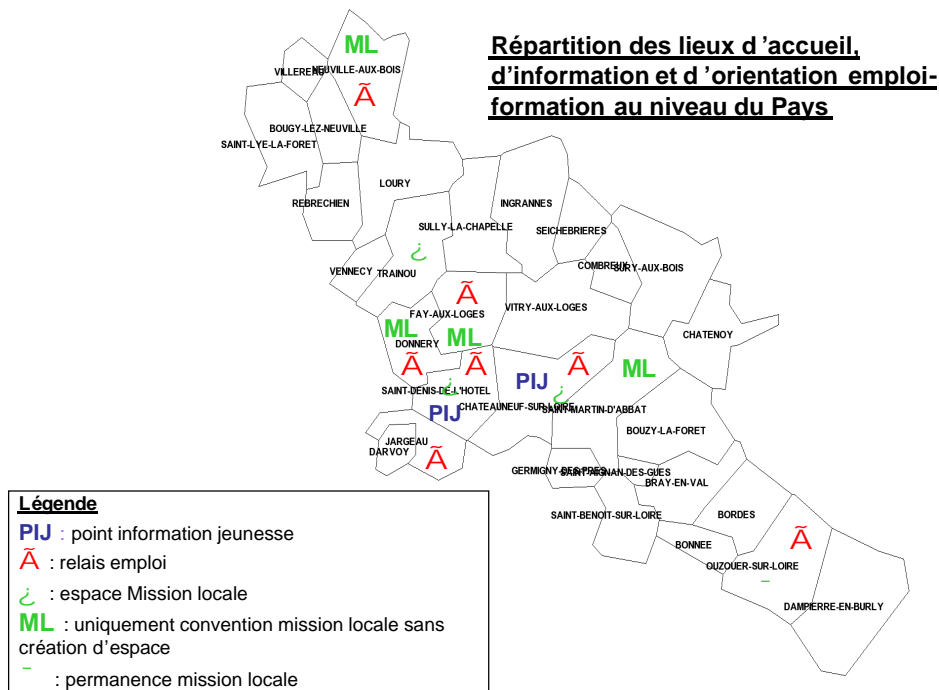 Répartition des lieux d ’accueil,
d’information et d ’orientation emploi-
formation au niveau du Pays
ML
VILLEREAU
NEUVILLE-AUX-BOIS
Ã
BOUGY-LEZ-NEUVILLE
SAINT-LYE-LA-FORET
LOURY
REBRECHIEN
INGRANNES
SULLY-LA-CHAPELLE
SEICHEBRIERES
¿
COMBREUX
SURY-AUX-BOIS
VENNECY
TRAINOU
Ã
FAY-AUX-LOGES
VITRY-AUX-LOGES
ML
ML
CHATENOY
DONNERY
Ã
Ã
Ã
ML
PIJ
¿
SAINT-DENIS-DE-L'HOTEL
¿
CHATEAUNEUF-SUR-LOIRE
SAINT-MARTIN-D'ABBAT
PIJ
BOUZY-LA-FORET
JARGEAU
DARVOY
Ã
GERMIGNY-DES-PRES
SAINT-AIGNAN-DES-GUES
BRAY-EN-VAL
SAINT-BENOIT-SUR-LOIRE
BORDES
Ã
BONNEE
OUZOUER-SUR-LOIRE
-
DAMPIERRE-EN-BURLY
Légende
PIJ : point information jeunesse
Ã : relais emploi
¿ : espace Mission locale
ML : uniquement convention mission locale sans
création d’espace
- : permanence mission locale